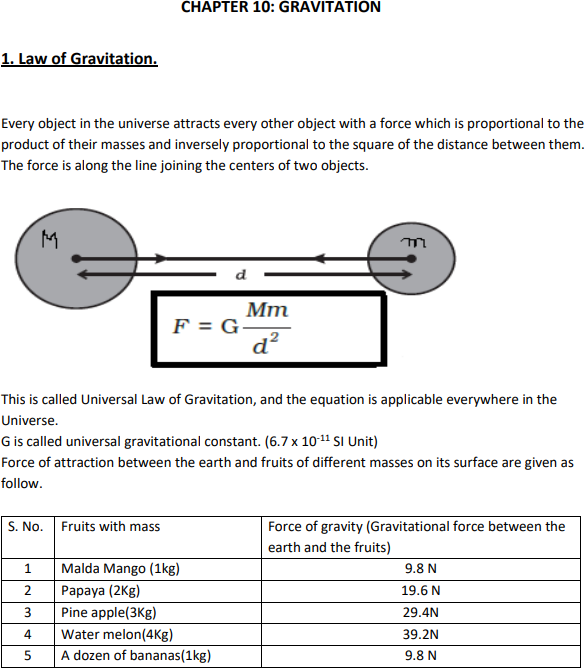 CHAPTER 10: GRAVITATION
1. Law of Gravitation.
Every object in the universe attracts every other object with a force which is proportional to the
product of their masses and inversely proportional to the square of the distance between them.
The force is along the line joining the centers of two objects.
M
m
d
F = G Mm/d²
This is called Universal Law of Gravitation, and the equation is applicable everywhere in the
Universe.
G is called universal gravitational constant. (6.7 x 10⁻¹¹ SI Unit)
Force of attraction between the earth and fruits of different masses on its surface are given as
follow.
S. No. Fruits with mass Force of gravity (Gravitational force between the
earth and the fruits)
1 Malda Mango (1kg) 9.8 N
2 Papaya (2Kg) 19.6 N
3 Pine apple(3Kg) 29.4N
4 Water melon(4Kg) 39.2N
5 A dozen of bananas(1kg) 9.8 N